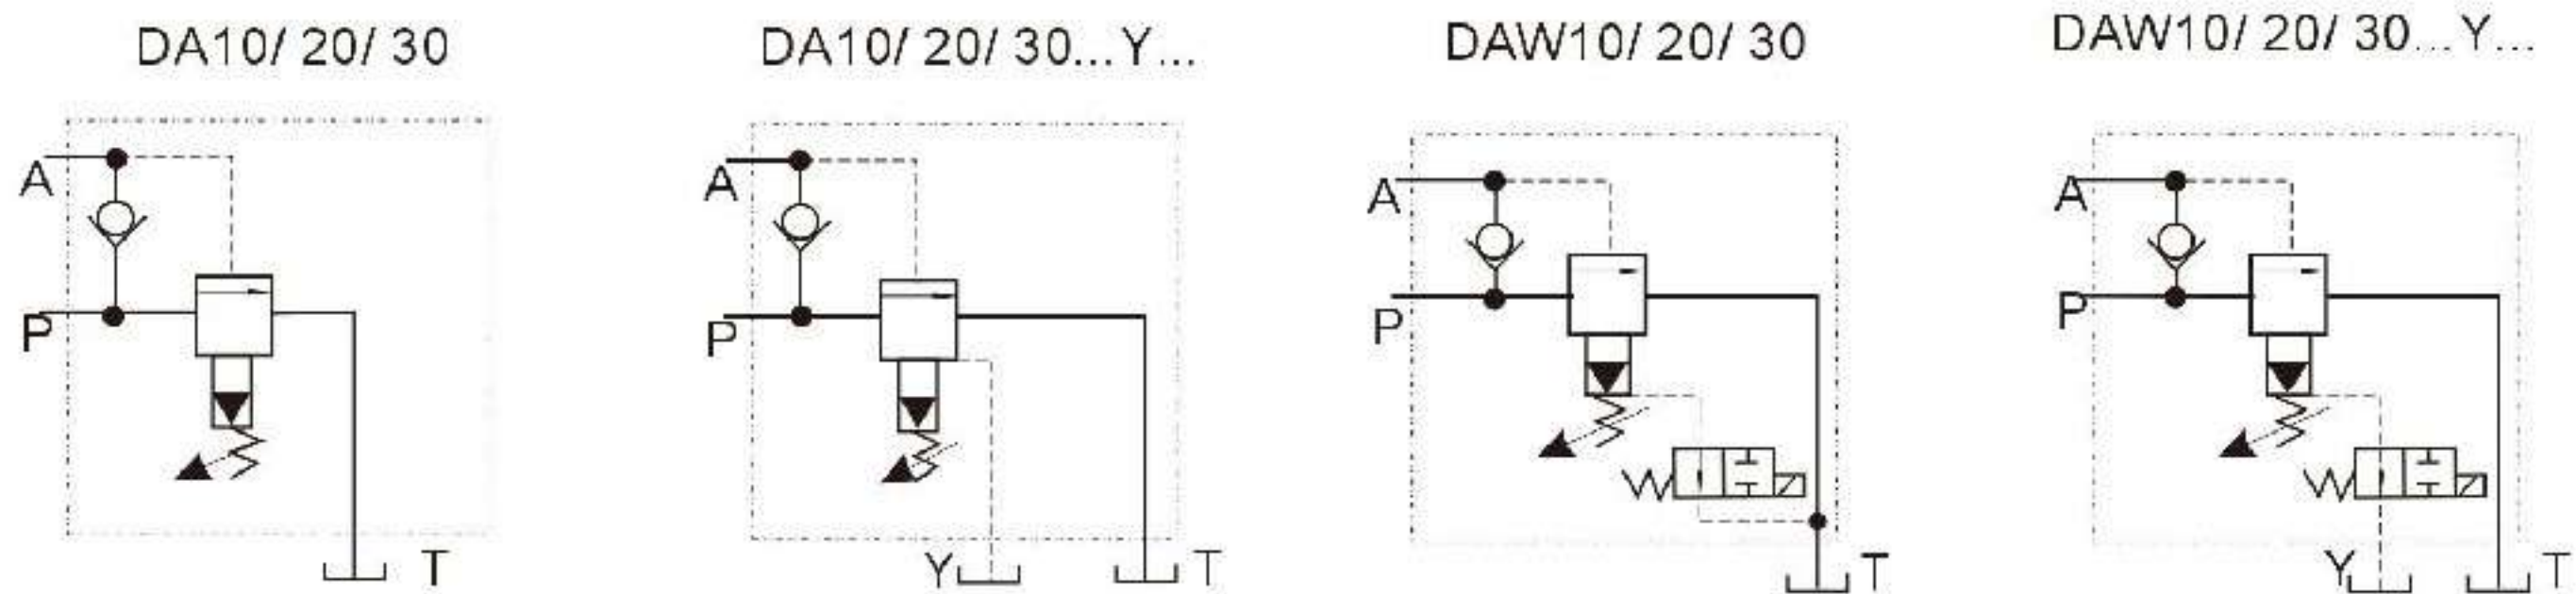 DA10/ 20/ 30
DA10/ 20/ 30...Y...
DAW10/ 20/ 30
DAW10/ 20/ 30...Y...
A
P
T
A
P
Y
T
A
P
T
A
P
Y
T